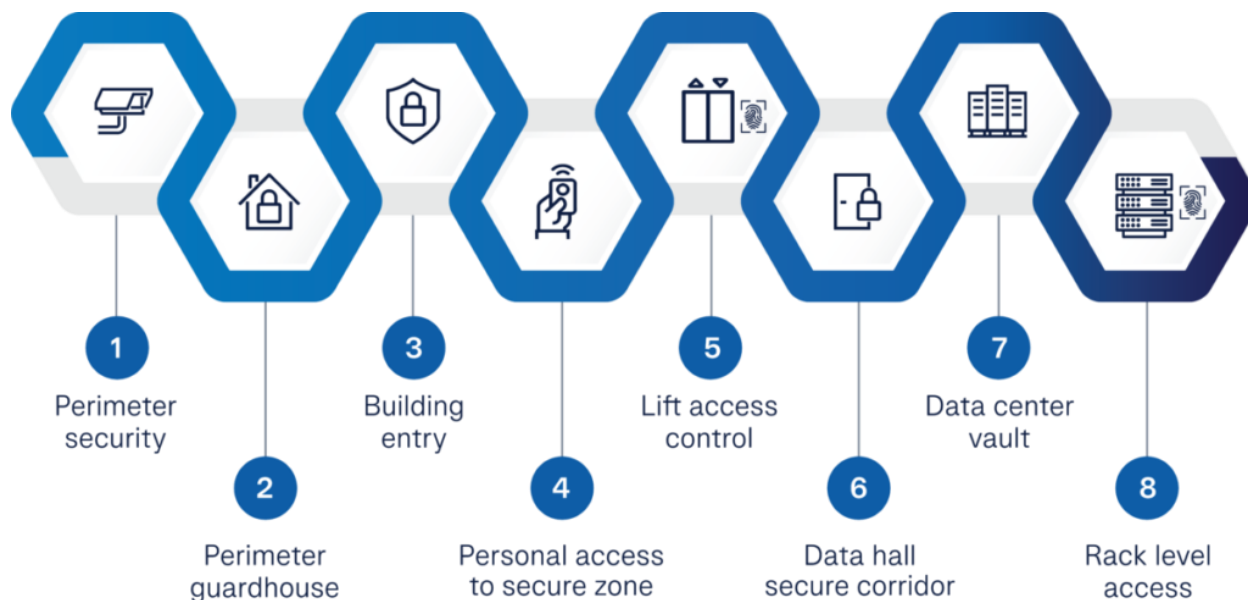 1
Perimeter
security
2
Perimeter
guardhouse
3
Building
entry
4
Personal access
to secure zone
5
Lift access
control
6
Data hall
secure corridor
7
Data center
vault
8
Rack level
access